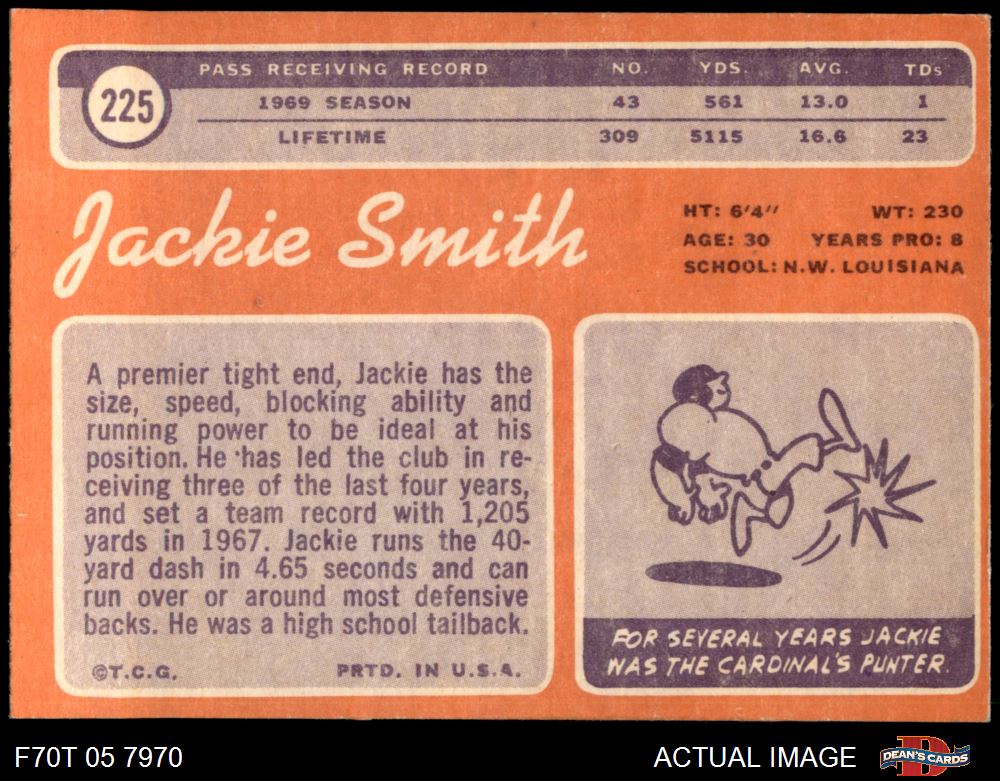 225
PASS RECEIVING RECORD NO. YDS. AVG. TDs
1969 SEASON 43 561 13.0 1
LIFETIME 309 5115 16.6 23
Jackie Smith
HT: 6'4" WT: 230
AGE: 30 YEARS PRO: 8
SCHOOL: N.W. LOUISIANA
A premier tight end, Jackie has the
size, speed, blocking ability and
running power to be ideal at his
position. He has led the club in re-
ceiving three of the last four years,
and set a team record with 1,205
yards in 1967. Jackie runs the 40-
yard dash in 4.65 seconds and can
run over or around most defensive
backs. He was a high school tailback.
©T.C.G. PRTD. IN U.S.A.
FOR SEVERAL YEARS JACKIE
WAS THE CARDINAL'S PUNTER.
F70T 05 7970 ACTUAL IMAGE DEAN'S CARDS